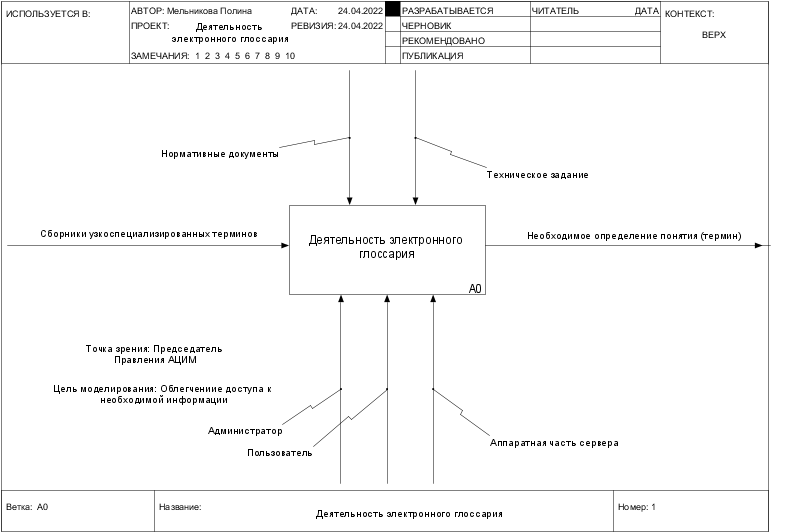 ИСПОЛЬЗУЕТСЯ В:
АВТОР: Мельникова Полина
ДАТА: 24.04.2022
ПРОЕКТ: Деятельность
электронного глоссария
РЕВИЗИЯ: 24.04.2022
ЗАМЕЧАНИЯ: 1 2 3 4 5 6 7 8 9 10
РАЗРАБАТЫВАЕТСЯ
ЧЕРНОВИК
РЕКОМЕНДОВАНО
ПУБЛИКАЦИЯ
ЧИТАТЕЛЬ ДАТА
КОНТЕКСТ:
ВЕРХ
Нормативные документы
Техническое задание
Сборники узкоспециализированных терминов
Деятельность электронного
глоссария
A0
Необходимое определение понятия (термин)
Точка зрения: Председатель
Правления АЦИМ
Цель моделирования: Облегчениие доступа к
необходимой информации
Администратор
Пользователь
Аппаратная часть сервера
Ветка: A0
Название:
Деятельность электронного глоссария
Номер: 1